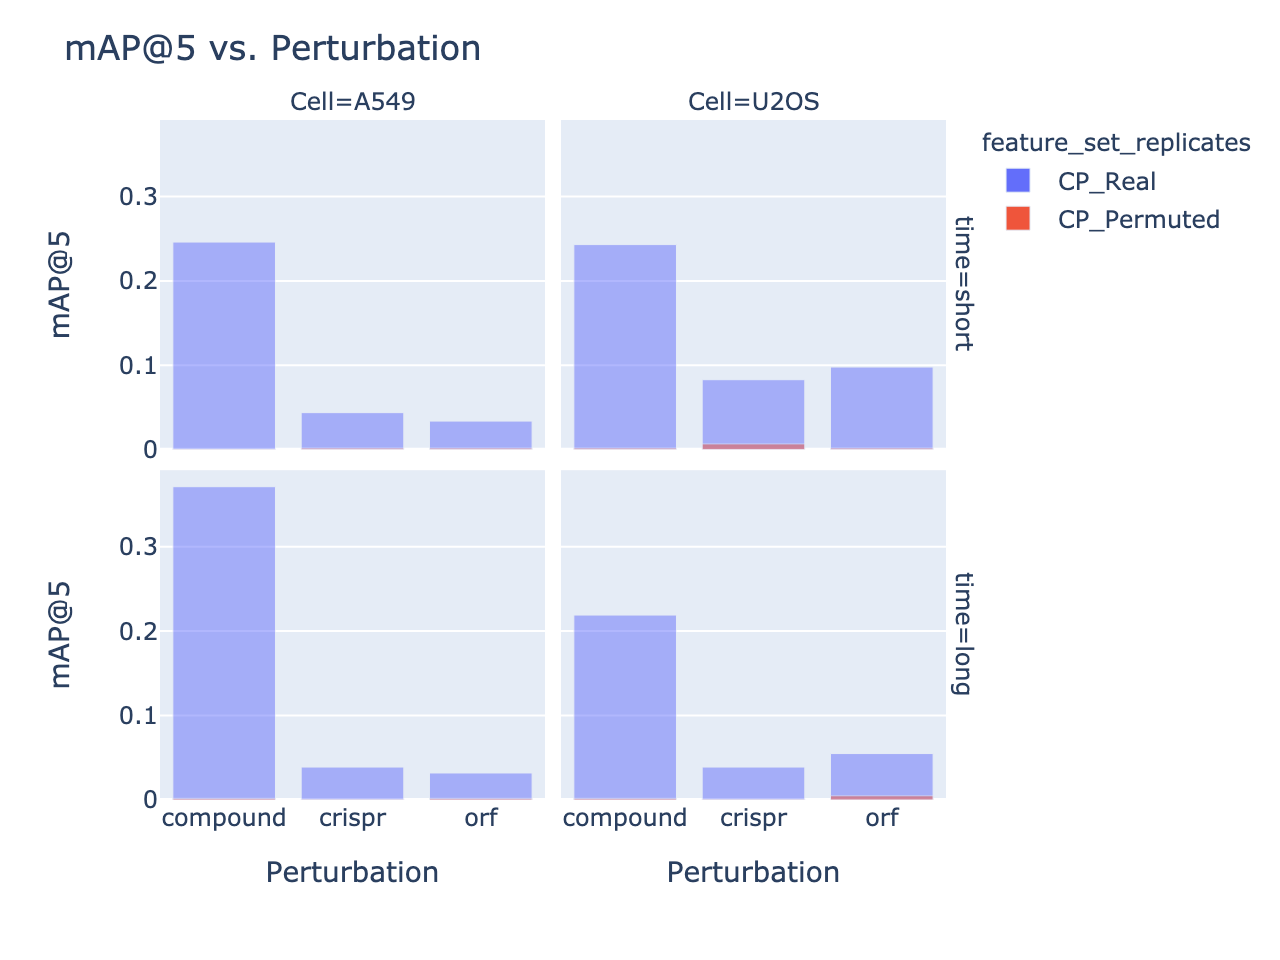 mAP@5 vs. Perturbation
Cell=A549
Cell=U2OS
feature_set_replicates
CP_Real
CP_Permuted
mAP@5
0.3
0.2
0.1
0
time=short
mAP@5
0.3
0.2
0.1
0
time=long
compound
crispr
orf
compound
crispr
orf
Perturbation
Perturbation